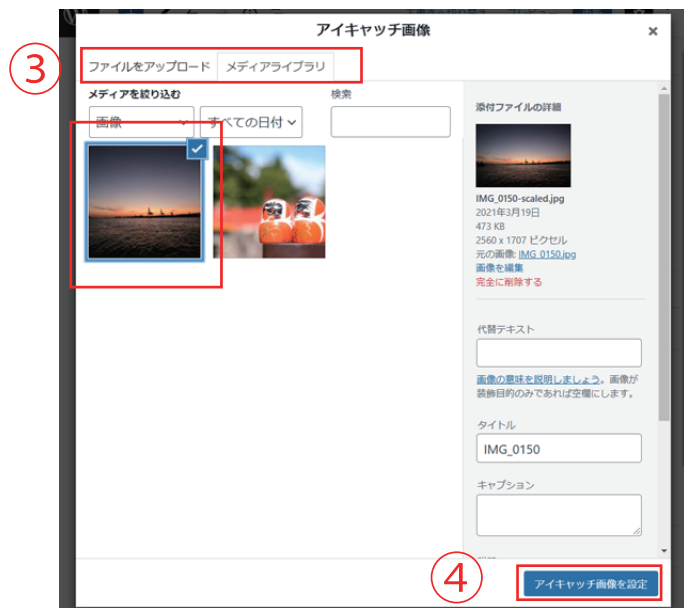 アイキャッチ画像
×
③
ファイルをアップロード メディアライブラリ
メディアを絞り込む 検索
画像 すべての日付
添付ファイルの詳細
IMG_0150-scaled.jpg
2021年3月19日
473 KB
2560 x 1707 ピクセル
元の画像: IMG_0150.jpg
画像を編集
完全に削除する
代替テキスト
画像の意味を説明しましょう。画像が
装飾目的のみであれば空欄にします。
タイトル
IMG_0150
キャプション
④
アイキャッチ画像を設定